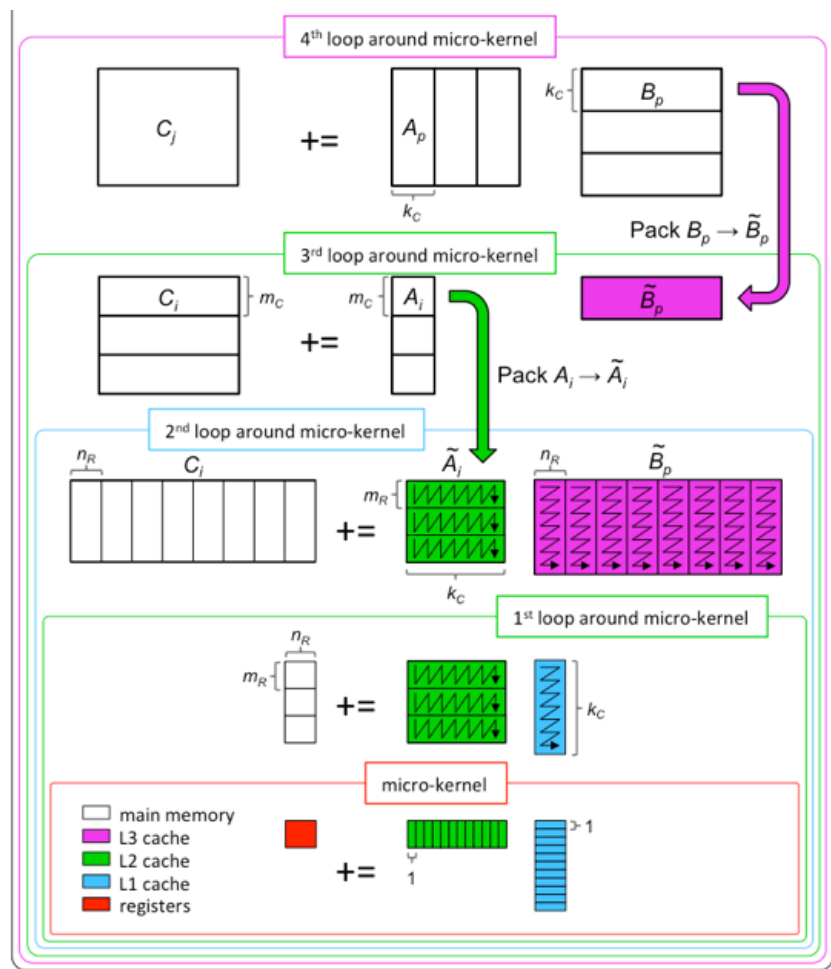 4th loop around micro-kernel
Cj += Ap Bp
kC
kC
Pack Bp → B̃p
3rd loop around micro-kernel
Ci mC += mC Ai B̃p
Pack Ai → Ãi
2nd loop around micro-kernel
nR Ci Ãi nR B̃p
mR
+=
kC
1st loop around micro-kernel
nR
mR += kC
micro-kernel
main memory
L3 cache
L2 cache
L1 cache
registers
+=
1
1